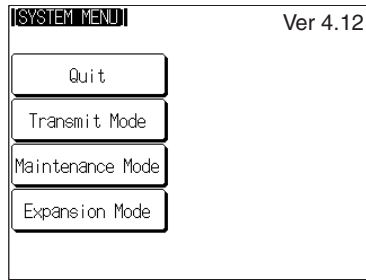 [SYSTEM MENU]
Ver 4.12
Quit
Transmit Mode
Maintenance Mode
Expansion Mode